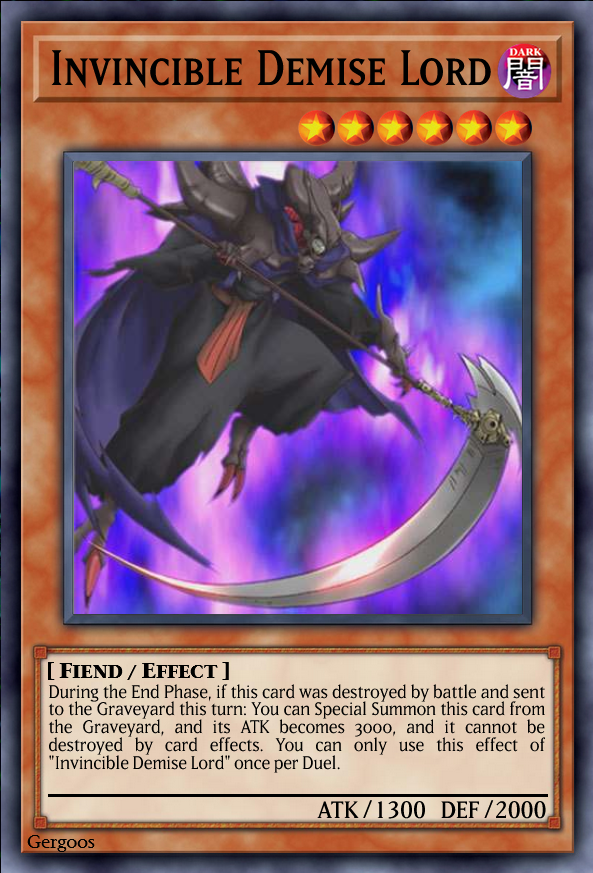 Invincible Demise Lord
DARK
闇
[ Fiend / Effect ]
During the End Phase, if this card was destroyed by battle and sent
to the Graveyard this turn: You can Special Summon this card from
the Graveyard, and its ATK becomes 3000, and it cannot be
destroyed by card effects. You can only use this effect of
"Invincible Demise Lord" once per Duel.
ATK/1300 DEF/2000
Gergoos